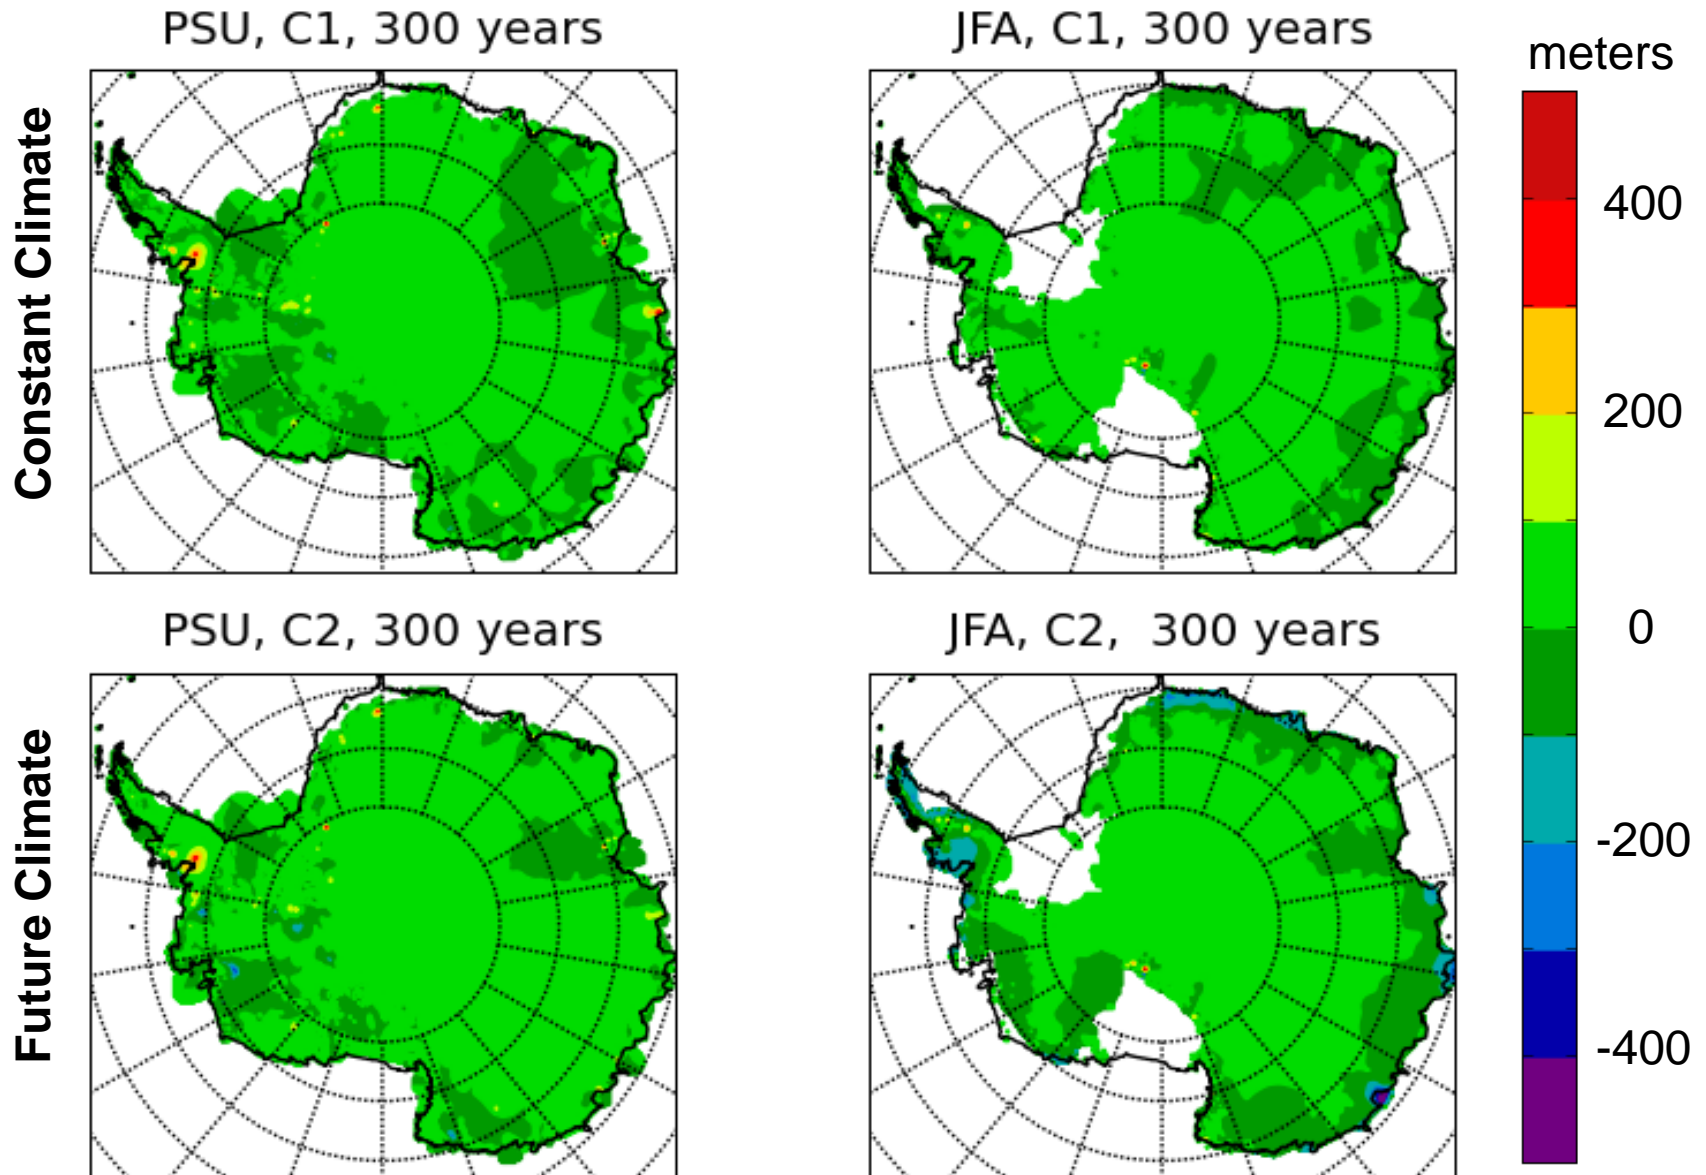 PSU, C1, 300 years
JFA, C1, 300 years
meters
Constant Climate
400
200
0
-200
-400
PSU, C2, 300 years
JFA, C2, 300 years
Future Climate